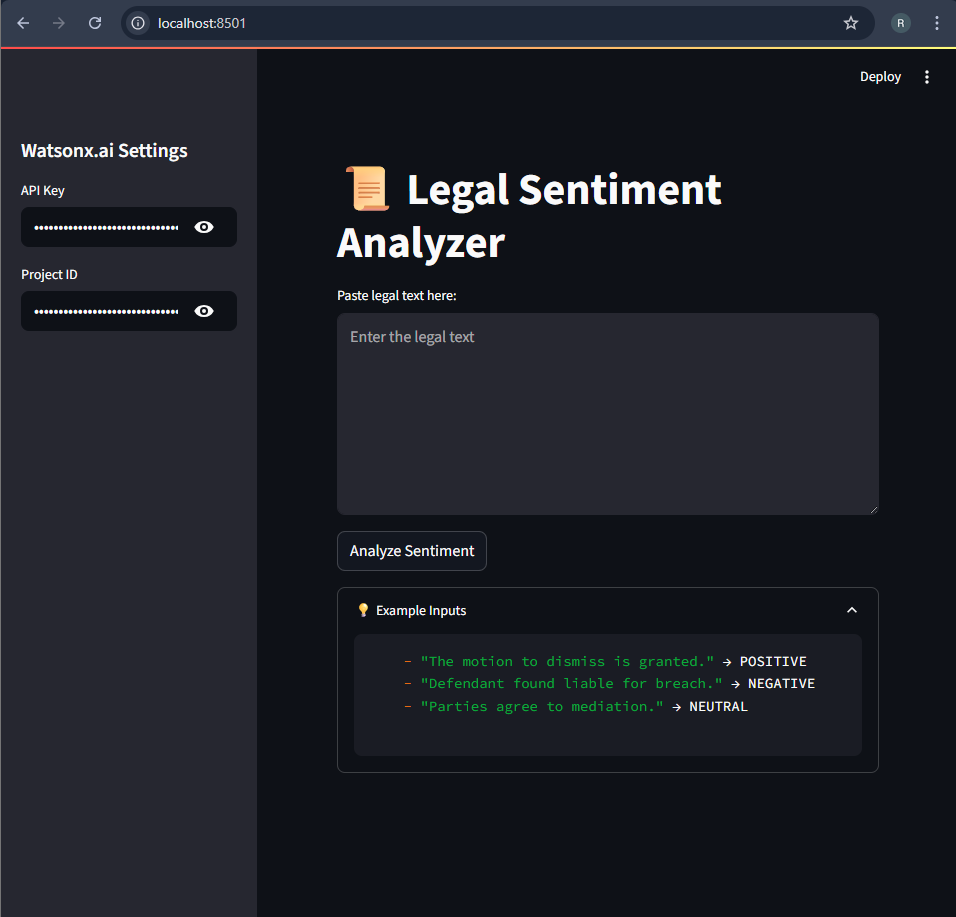 localhost:8501
R
Deploy
Watsonx.ai Settings
API Key
••••••••••••••••••••••••••••••
Project ID
••••••••••••••••••••••••••••••
📜 Legal Sentiment
Analyzer
Paste legal text here:
Enter the legal text
Analyze Sentiment
💡 Example Inputs
- "The motion to dismiss is granted." → POSITIVE
- "Defendant found liable for breach." → NEGATIVE
- "Parties agree to mediation." → NEUTRAL